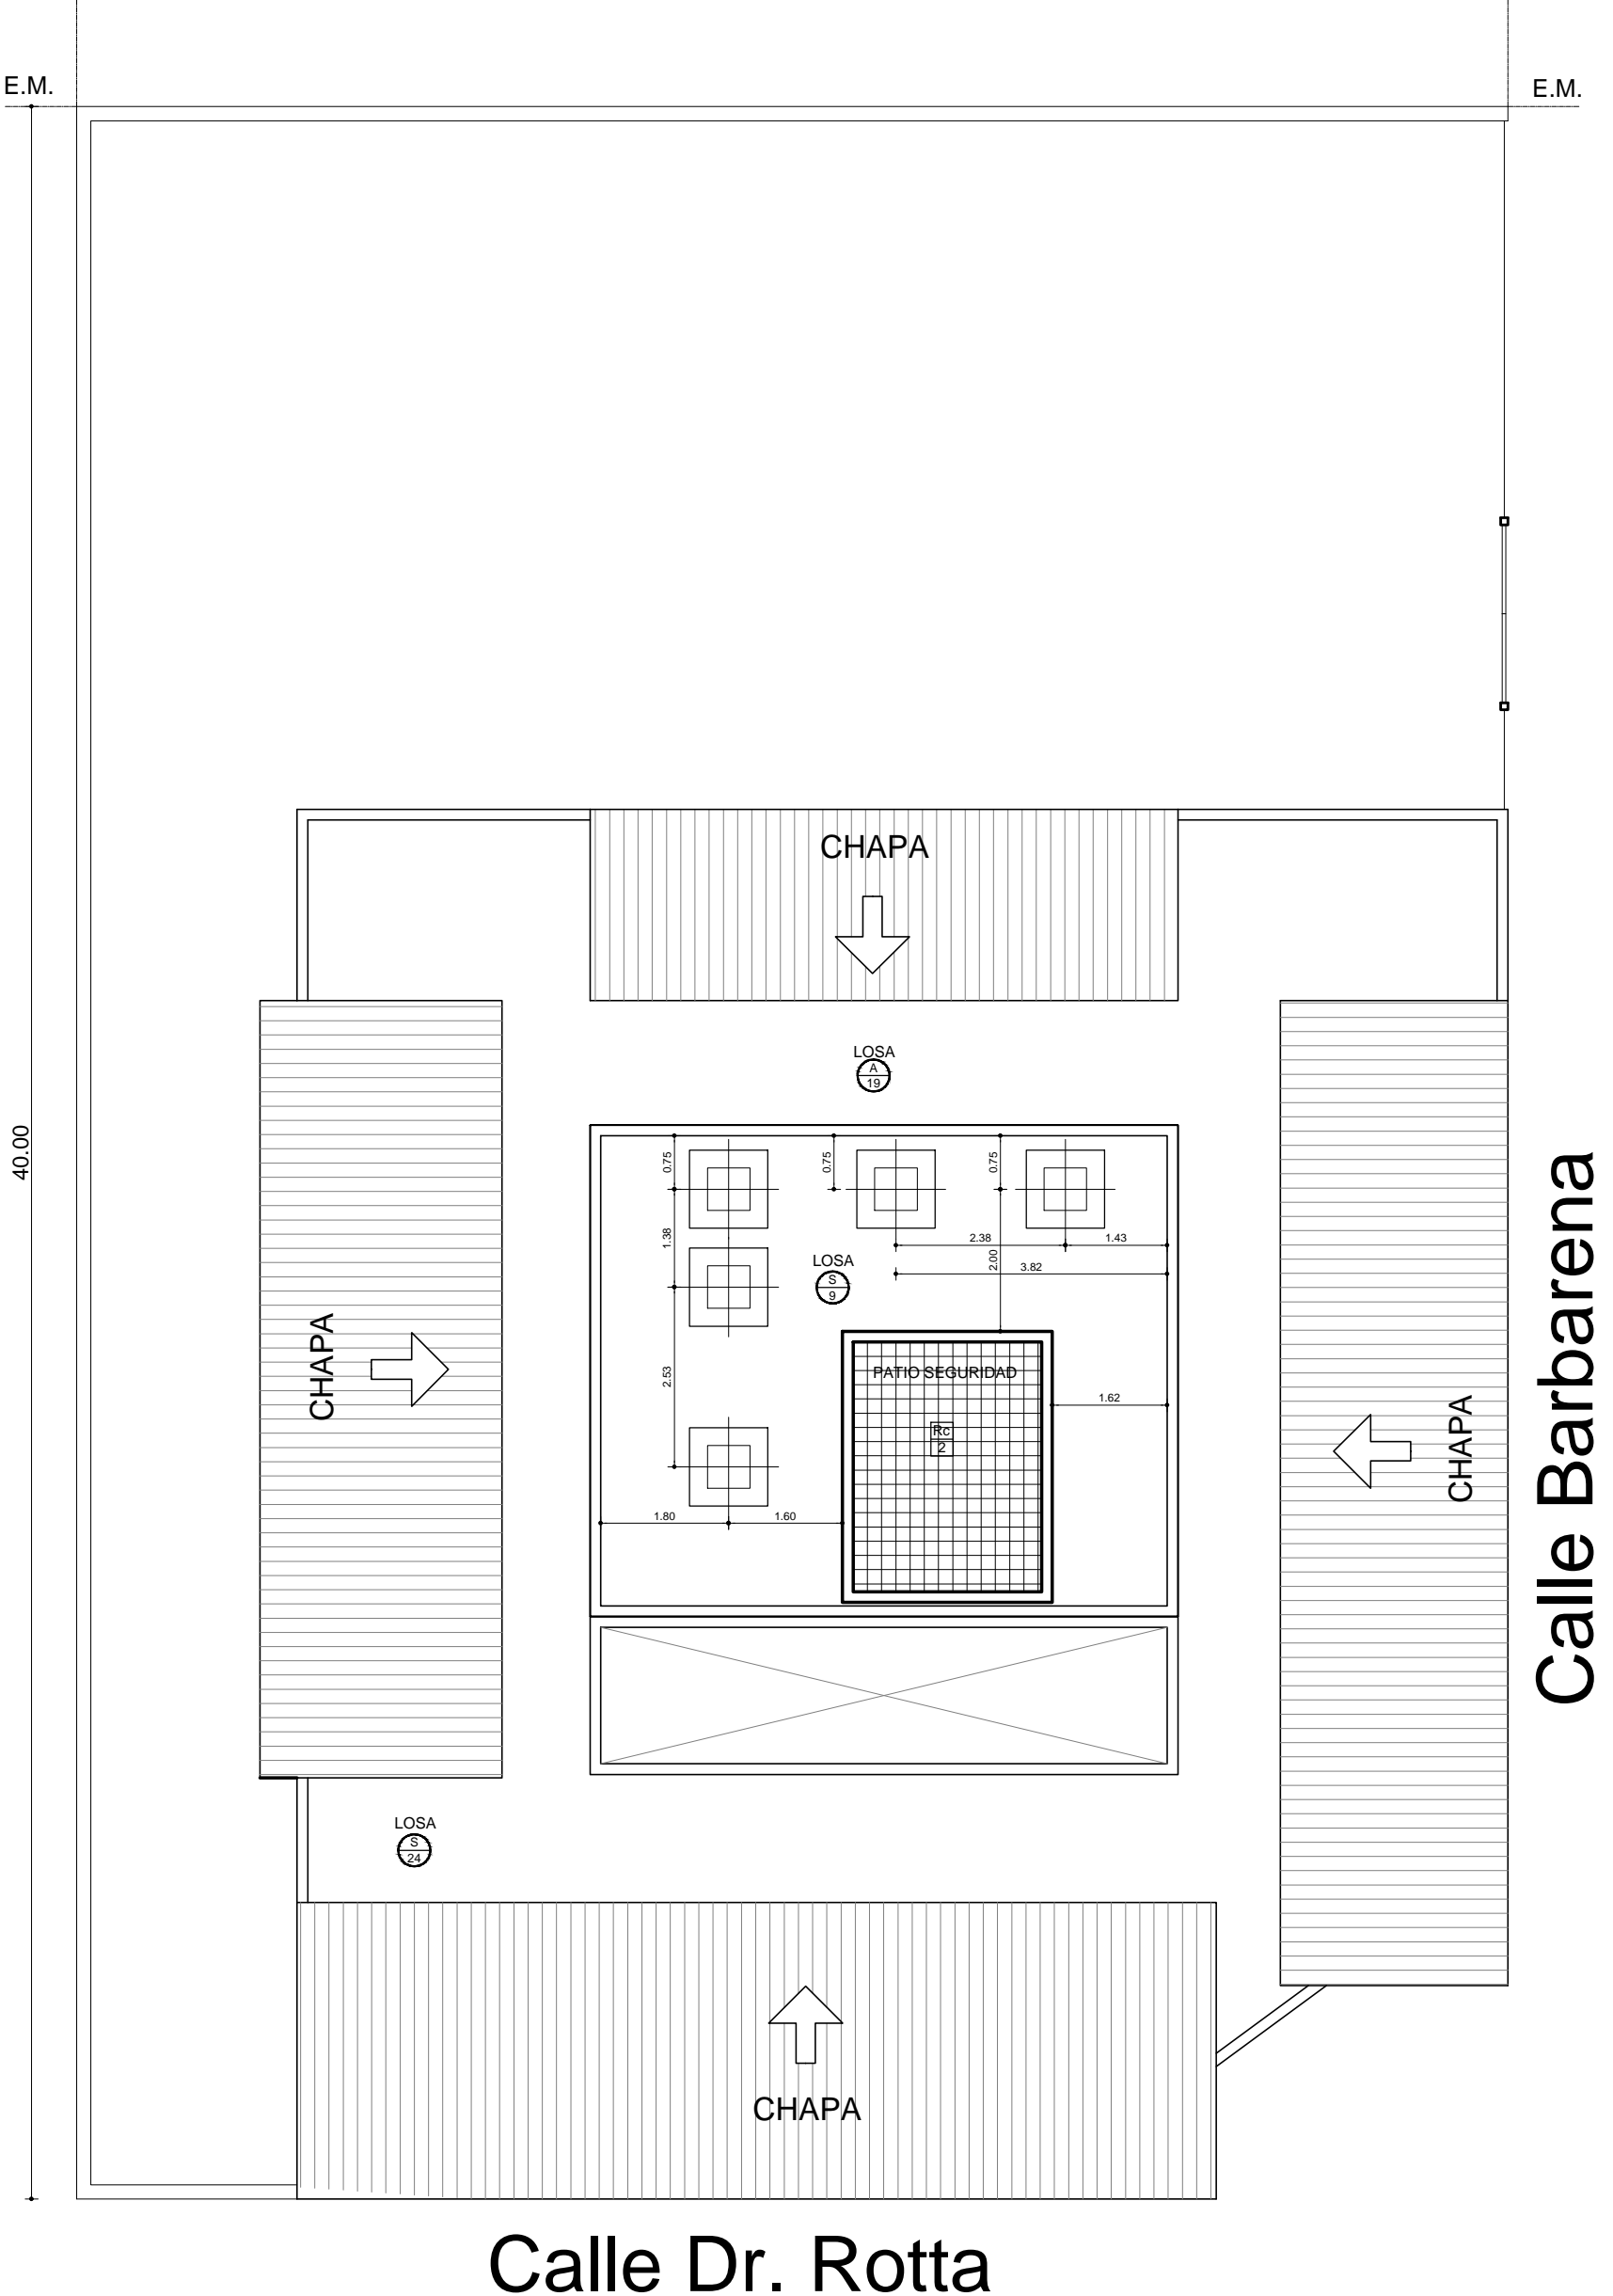 E.M.
E.M.
CHAPA
LOSA
A
19
40.00
0.75
0.75
0.75
1.38
2.38
1.43
2.00
3.82
LOSA
S
9
CHAPA
PATIO SEGURIDAD
2.53
1.62
Rc
2
CHAPA
Calle Barbarena
1.80
1.60
LOSA
S
24
CHAPA
Calle Dr. Rotta